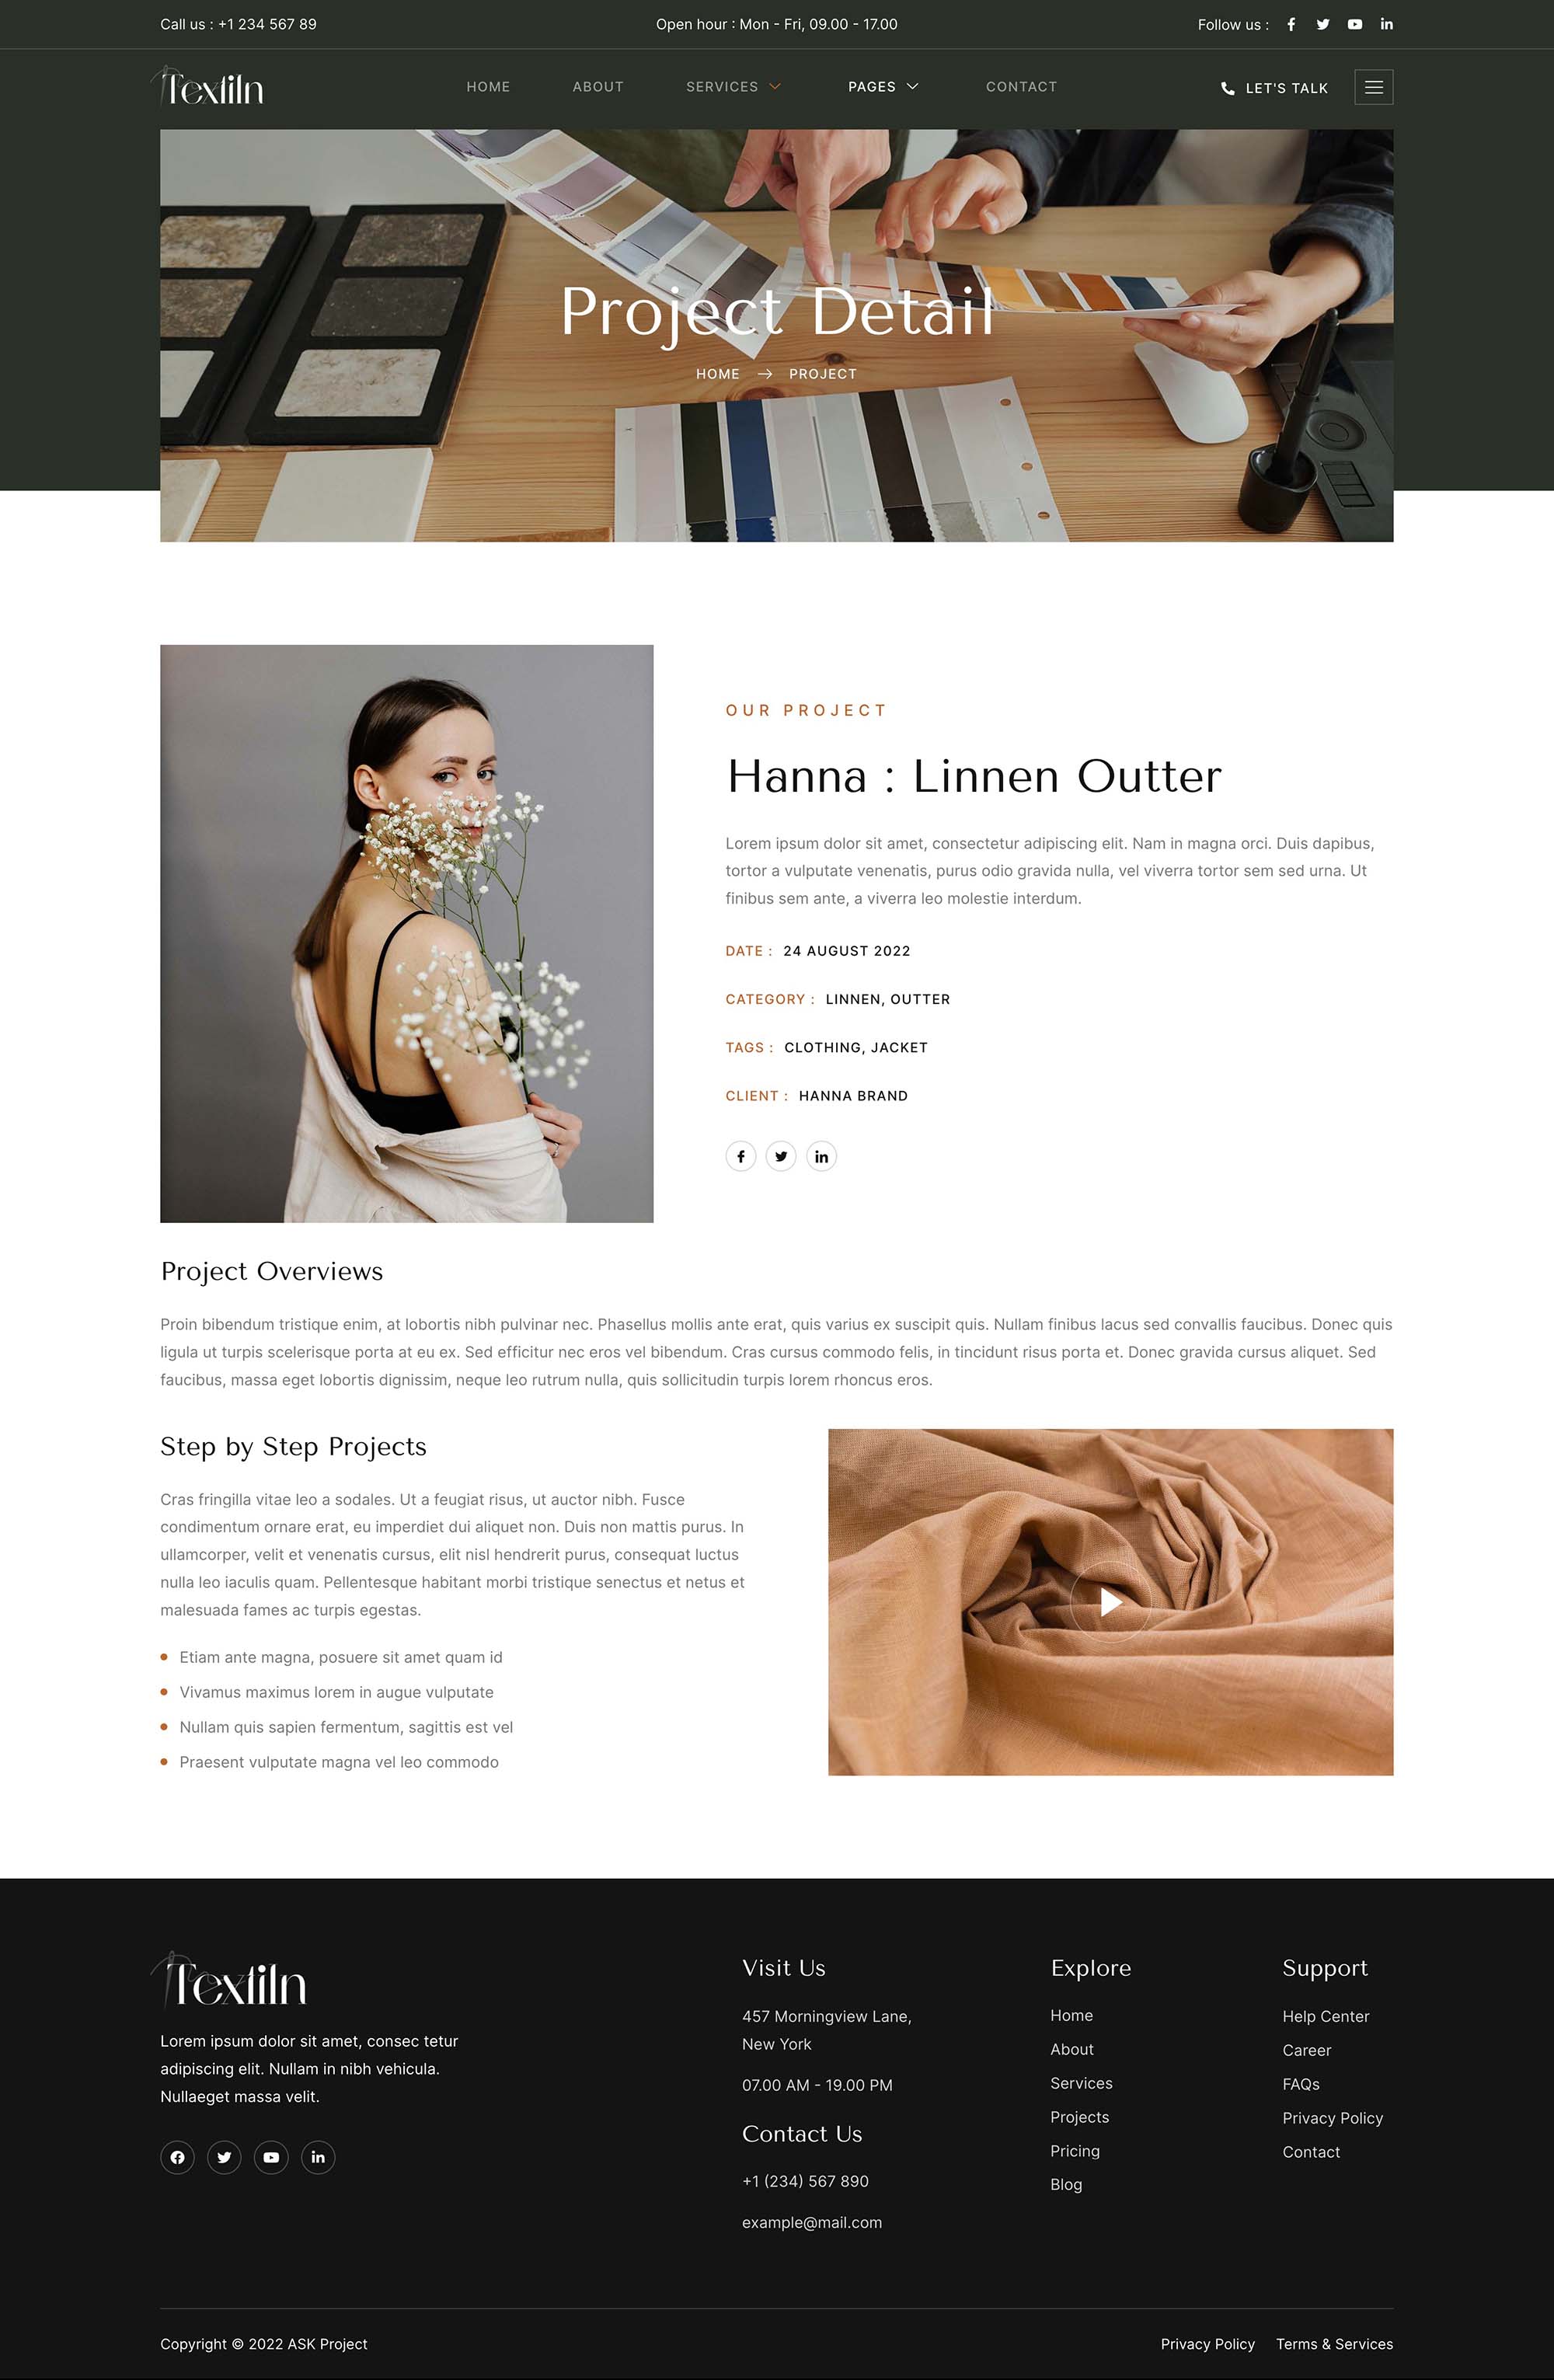 Call us : +1 234 567 89
Open hour : Mon - Fri, 09.00 - 17.00
Follow us :
Textiln
HOME
ABOUT
SERVICES
PAGES
CONTACT
LET'S TALK
Project Detail
HOME → PROJECT
OUR PROJECT
Hanna : Linnen Outter
Lorem ipsum dolor sit amet, consectetur adipiscing elit. Nam in magna orci. Duis dapibus,
tortor a vulputate venenatis, purus odio gravida nulla, vel viverra tortor sem sed urna. Ut
finibus sem ante, a viverra leo molestie interdum.
DATE : 24 AUGUST 2022
CATEGORY : LINNEN, OUTTER
TAGS : CLOTHING, JACKET
CLIENT : HANNA BRAND
Project Overviews
Proin bibendum tristique enim, at lobortis nibh pulvinar nec. Phasellus mollis ante erat, quis varius ex suscipit quis. Nullam finibus lacus sed convallis faucibus. Donec quis
ligula ut turpis scelerisque porta at eu ex. Sed efficitur nec eros vel bibendum. Cras cursus commodo felis, in tincidunt risus porta et. Donec gravida cursus aliquet. Sed
faucibus, massa eget lobortis dignissim, neque leo rutrum nulla, quis sollicitudin turpis lorem rhoncus eros.
Step by Step Projects
Cras fringilla vitae leo a sodales. Ut a feugiat risus, ut auctor nibh. Fusce
condimentum ornare erat, eu imperdiet dui aliquet non. Duis non mattis purus. In
ullamcorper, velit et venenatis cursus, elit nisl hendrerit purus, consequat luctus
nulla leo iaculis quam. Pellentesque habitant morbi tristique senectus et netus et
malesuada fames ac turpis egestas.
Etiam ante magna, posuere sit amet quam id
Vivamus maximus lorem in augue vulputate
Nullam quis sapien fermentum, sagittis est vel
Praesent vulputate magna vel leo commodo
Textiln
Lorem ipsum dolor sit amet, consec tetur
adipiscing elit. Nullam in nibh vehicula.
Nullaeget massa velit.
Visit Us
457 Morningview Lane,
New York
07.00 AM - 19.00 PM
Contact Us
+1 (234) 567 890
example@mail.com
Explore
Home
About
Services
Projects
Pricing
Blog
Support
Help Center
Career
FAQs
Privacy Policy
Contact
Copyright © 2022 ASK Project
Privacy Policy
Terms & Services